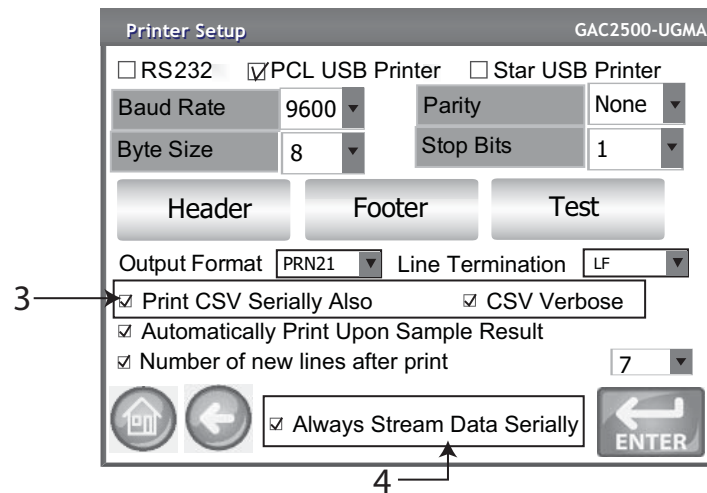 Printer Setup GAC2500-UGMA
RS232 PCL USB Printer Star USB Printer
Baud Rate 9600 Parity None
Byte Size 8 Stop Bits 1
Header Footer Test
Output Format PRN21 Line Termination LF
3 Print CSV Serially Also CSV Verbose
Automatically Print Upon Sample Result
Number of new lines after print 7
Always Stream Data Serially ENTER
4